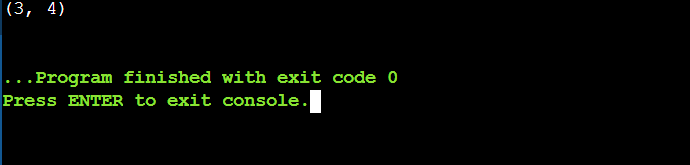 (3, 4)
...Program finished with exit code 0
Press ENTER to exit console.